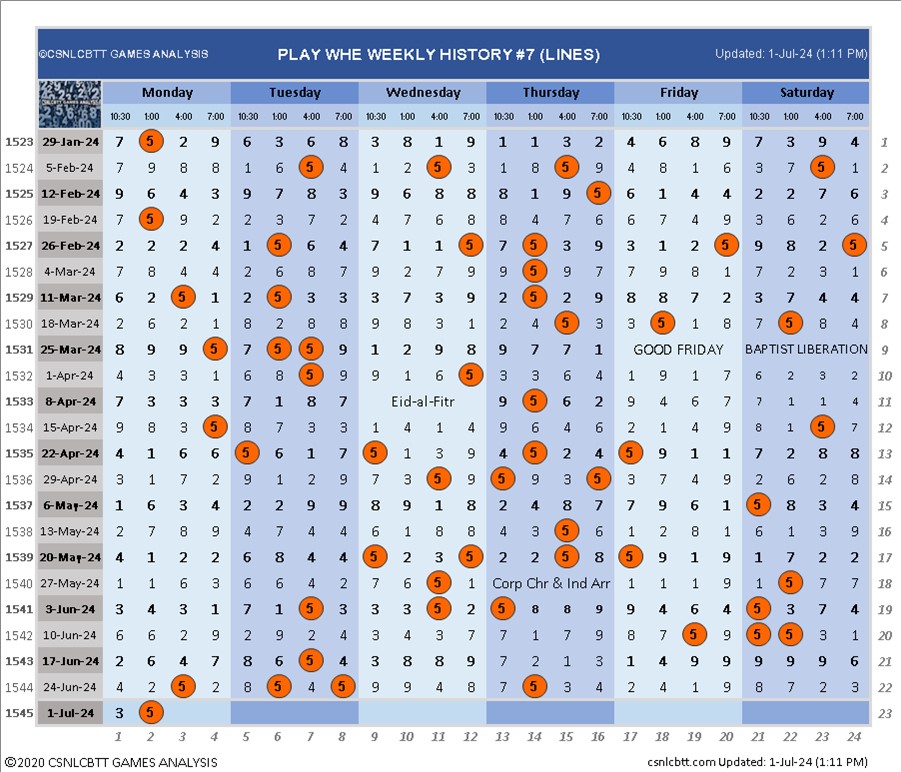 ©CSNLCBTT GAMES ANALYSIS PLAY WHE WEEKLY HISTORY #7 (LINES) Updated: 1-Jul-24 (1:11 PM)
Monday Tuesday Wednesday Thursday Friday Saturday
CSNLCBTT GAMES ANALYSIS
10:30 1:00 4:00 7:00 10:30 1:00 4:00 7:00 10:30 1:00 4:00 7:00 10:30 1:00 4:00 7:00 10:30 1:00 4:00 7:00 10:30 1:00 4:00 7:00
1523 29-Jan-24 7 5 2 9 6 3 6 8 3 8 1 9 1 1 3 2 4 6 8 9 7 3 9 4 1
1524 5-Feb-24 7 9 8 8 1 6 5 4 1 2 5 3 1 8 5 9 4 8 1 6 3 7 5 1 2
1525 12-Feb-24 9 6 4 3 9 7 8 3 9 6 8 8 8 1 9 5 6 1 4 4 2 2 7 6 3
1526 19-Feb-24 7 5 9 2 2 3 7 2 4 7 6 8 8 4 7 6 6 7 4 9 3 6 2 6 4
1527 26-Feb-24 2 2 2 4 1 5 6 4 7 1 1 5 7 5 3 9 3 1 2 5 9 8 2 5 5
1528 4-Mar-24 7 8 4 4 2 6 8 7 9 2 7 9 9 5 9 7 7 9 8 1 7 2 3 1 6
1529 11-Mar-24 6 2 5 1 2 5 3 3 3 7 3 9 2 5 2 9 8 8 7 2 3 7 4 4 7
1530 18-Mar-24 2 6 2 1 8 2 8 8 9 8 3 1 2 4 5 3 3 5 1 8 7 5 8 4 8
1531 25-Mar-24 8 9 9 5 7 5 5 9 1 2 9 8 9 7 7 1 GOOD FRIDAY BAPTIST LIBERATION 9
1532 1-Apr-24 4 3 3 1 6 8 5 9 9 1 6 5 3 3 6 4 1 9 1 7 6 2 3 2 10
1533 8-Apr-24 7 3 3 3 7 1 8 7 Eid-al-Fitr 9 5 6 2 9 4 6 7 7 1 1 4 11
1534 15-Apr-24 9 8 3 5 8 7 3 3 1 4 1 4 9 6 4 6 2 1 4 9 8 1 5 7 12
1535 22-Apr-24 4 1 6 6 5 6 1 7 5 1 3 9 4 5 2 4 5 9 1 1 7 2 8 8 13
1536 29-Apr-24 3 1 7 2 9 1 2 9 3 7 5 9 5 9 3 5 3 7 4 9 2 6 2 8 14
1537 6-May-24 1 6 3 4 2 2 9 9 8 9 1 8 2 4 8 7 7 9 6 1 5 8 3 4 15
1538 13-May-24 2 7 8 9 4 7 4 4 6 1 8 8 4 3 5 6 1 2 8 1 6 1 3 9 16
1539 20-May-24 4 1 2 2 6 8 4 4 5 2 3 5 2 2 5 8 5 9 1 9 1 7 2 2 17
1540 27-May-24 1 1 6 3 6 6 4 2 7 6 5 1 Corp Chr & Ind Arr 1 1 1 9 1 5 7 7 18
1541 3-Jun-24 3 4 3 1 7 1 5 3 3 3 5 2 5 8 8 9 9 4 6 4 5 3 7 4 19
1542 10-Jun-24 6 6 2 9 2 9 2 4 3 4 3 7 7 1 7 9 8 7 5 9 5 5 3 1 20
1543 17-Jun-24 2 6 4 7 8 6 5 4 3 8 8 9 7 2 1 3 1 4 9 9 9 9 9 6 21
1544 24-Jun-24 4 2 5 2 8 5 4 5 9 9 4 8 7 5 3 4 2 4 1 9 8 7 2 3 22
1545 1-Jul-24 3 5 23
1 2 3 4 5 6 7 8 9 10 11 12 13 14 15 16 17 18 19 20 21 22 23 24
©2020 CSNLCBTT GAMES ANALYSIS csnlcbtt.com Updated: 1-Jul-24 (1:11 PM)